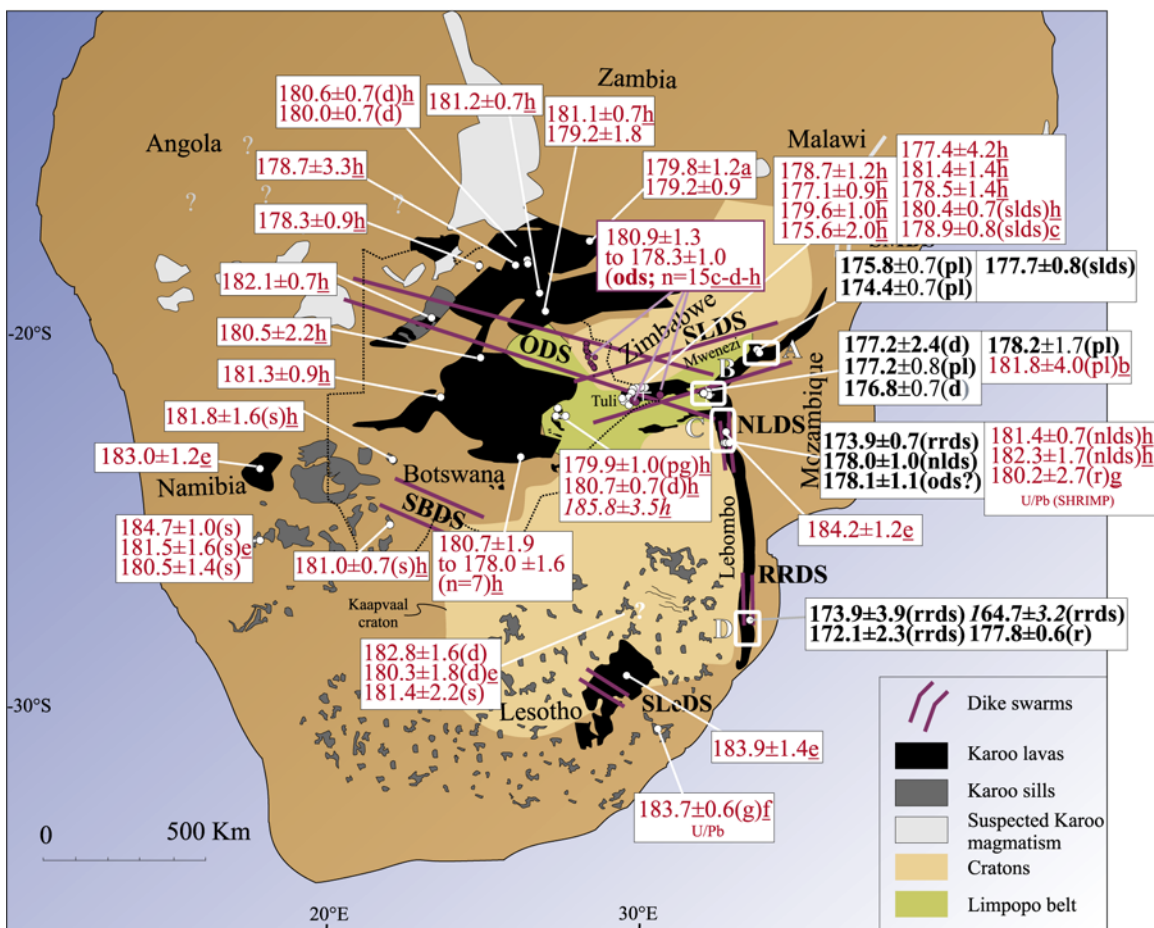 Zambia
180.6±0.7(d)h
180.0±0.7(d)
181.2±0.7h
181.1±0.7h
179.2±1.8
Angola
?
?
?
?
Malawi
178.7±3.3h
179.8±1.2a
179.2±0.9
178.7±1.2h
177.1±0.9h
179.6±1.0h
175.6±2.0h
177.4±4.2h
181.4±1.4h
178.5±1.4h
180.4±0.7(slds)h
178.9±0.8(slds)c
178.3±0.9h
180.9±1.3
to 178.3±1.0
(ods; n=15c-d-h
175.8±0.7(pl)
174.4±0.7(pl)
177.7±0.8(slds)
182.1±0.7h
-20°S
180.5±2.2h
ODS
Zimbabwe
SLDS
Mwenezi
A
B
177.2±2.4(d)
177.2±0.8(pl)
176.8±0.7(d)
178.2±1.7(pl)
181.8±4.0(pl)b
181.3±0.9h
Tuli
C
NLDS
Mozambique
181.8±1.6(s)h
173.9±0.7(rrds)
178.0±1.0(nlds)
178.1±1.1(ods?)
181.4±0.7(nlds)h
182.3±1.7(nlds)h
180.2±2.7(r)g
U/Pb (SHRIMP)
183.0±1.2e
Namibia
Botswana
SBDS
179.9±1.0(pg)h
180.7±0.7(d)h
185.8±3.5h
184.2±1.2e
Lebombo
184.7±1.0(s)
181.5±1.6(s)e
180.5±1.4(s)
181.0±0.7(s)h
180.7±1.9
to 178.0 ±1.6
(n=7)h
RRDS
Kaapvaal
craton
?
D
173.9±3.9(rrds) 164.7±3.2(rrds)
172.1±2.3(rrds) 177.8±0.6(r)
182.8±1.6(d)
180.3±1.8(d)e
181.4±2.2(s)
-30°S
Lesotho
SLeDS
183.9±1.4e
183.7±0.6(g)f
U/Pb
Dike swarms
Karoo lavas
Karoo sills
Suspected Karoo
magmatism
Cratons
Limpopo belt
0
500 Km
20°E
30°E